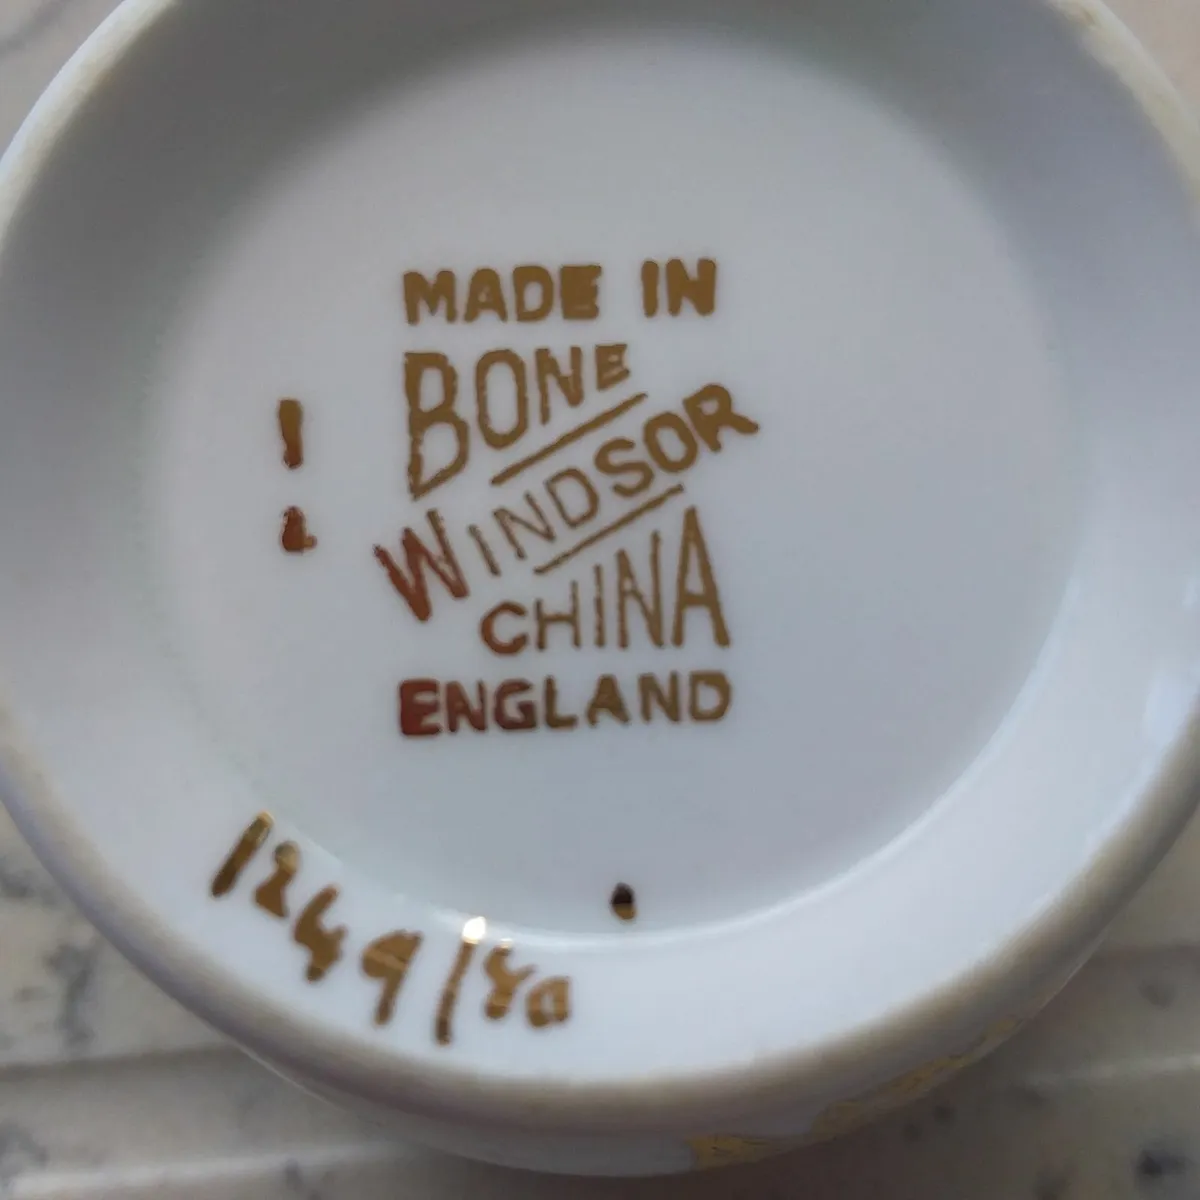 MADE IN
BONE
WINDSOR
CHINA
ENGLAND
1249/8a